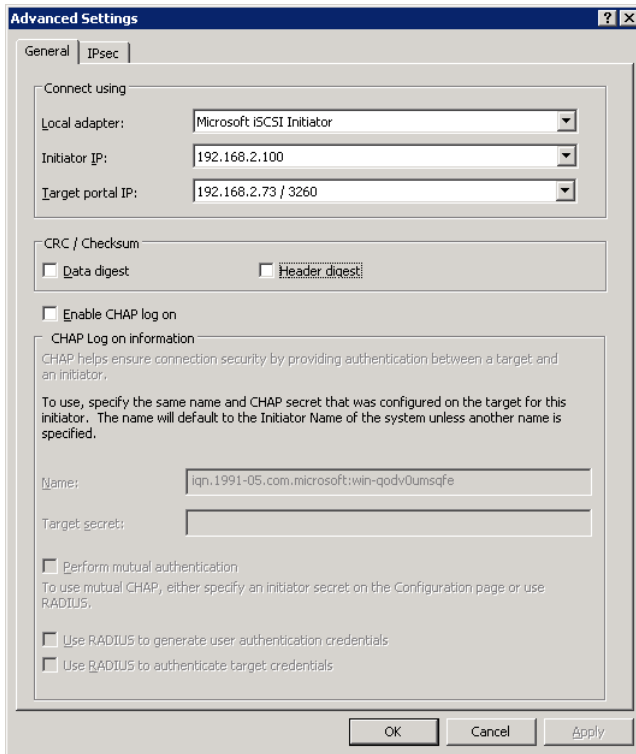 Advanced Settings
General
IPsec
Connect using
Local adapter:
Microsoft iSCSI Initiator
Initiator IP:
192.168.2.100
Target portal IP:
192.168.2.73 / 3260
CRC / Checksum
Data digest
Header digest
Enable CHAP log on
CHAP Log on information
CHAP helps ensure connection security by providing authentication between a target and
an initiator.
To use, specify the same name and CHAP secret that was configured on the target for this
initiator. The name will default to the Initiator Name of the system unless another name is
specified.
Name:
iqn.1991-05.com.microsoft:win-qodv0umsqfe
Target secret:
Perform mutual authentication
To use mutual CHAP, either specify an initiator secret on the Configuration page or use
RADIUS.
Use RADIUS to generate user authentication credentials
Use RADIUS to authenticate target credentials
OK
Cancel
Apply